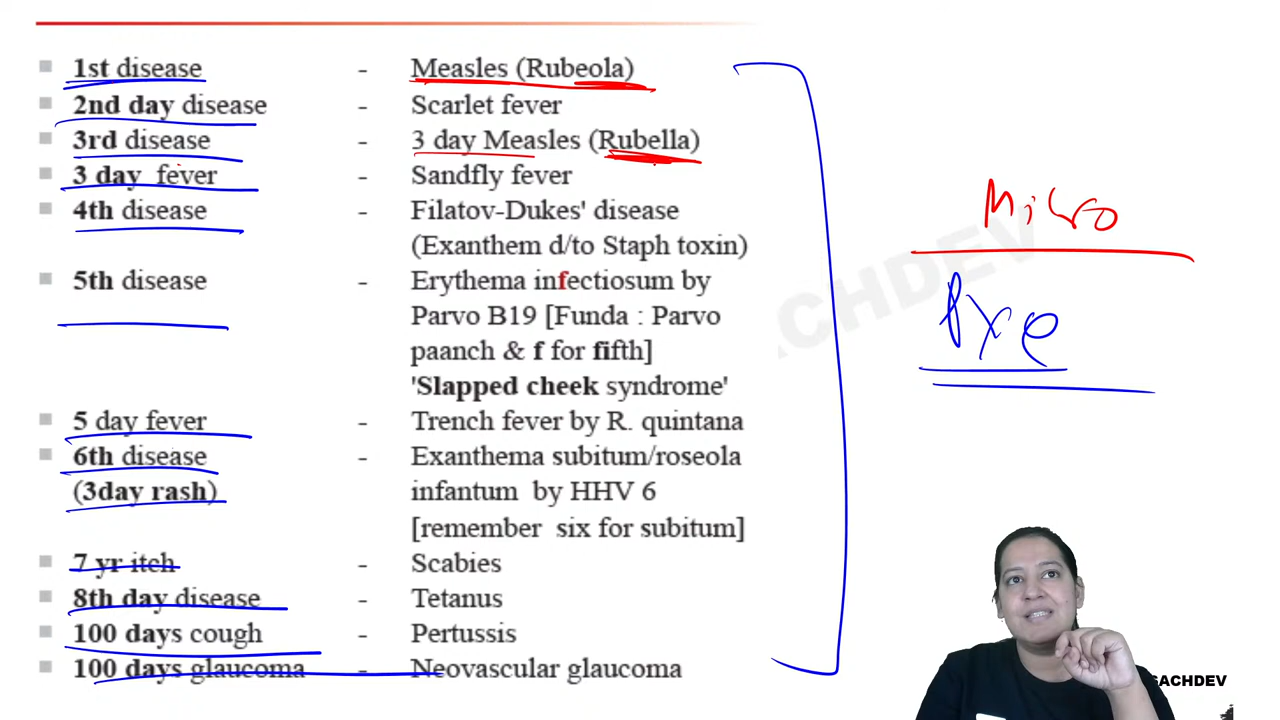 1st disease - Measles (Rubeola)
2nd day disease - Scarlet fever
3rd disease - 3 day Measles (Rubella)
3 day fever - Sandfly fever
4th disease - Filatov-Dukes' disease
(Exanthem d/to Staph toxin)
5th disease - Erythema infectiosum by
Parvo B19 [Funda : Parvo
paanch & f for fifth]
'Slapped cheek syndrome'
5 day fever - Trench fever by R. quintana
6th disease - Exanthema subitum/roseola
(3day rash) infantum by HHV 6
[remember six for subitum]
7 yr itch - Scabies
8th day disease - Tetanus
100 days cough - Pertussis
100 days glaucoma - Neovascular glaucoma
Micro
SACHDEV